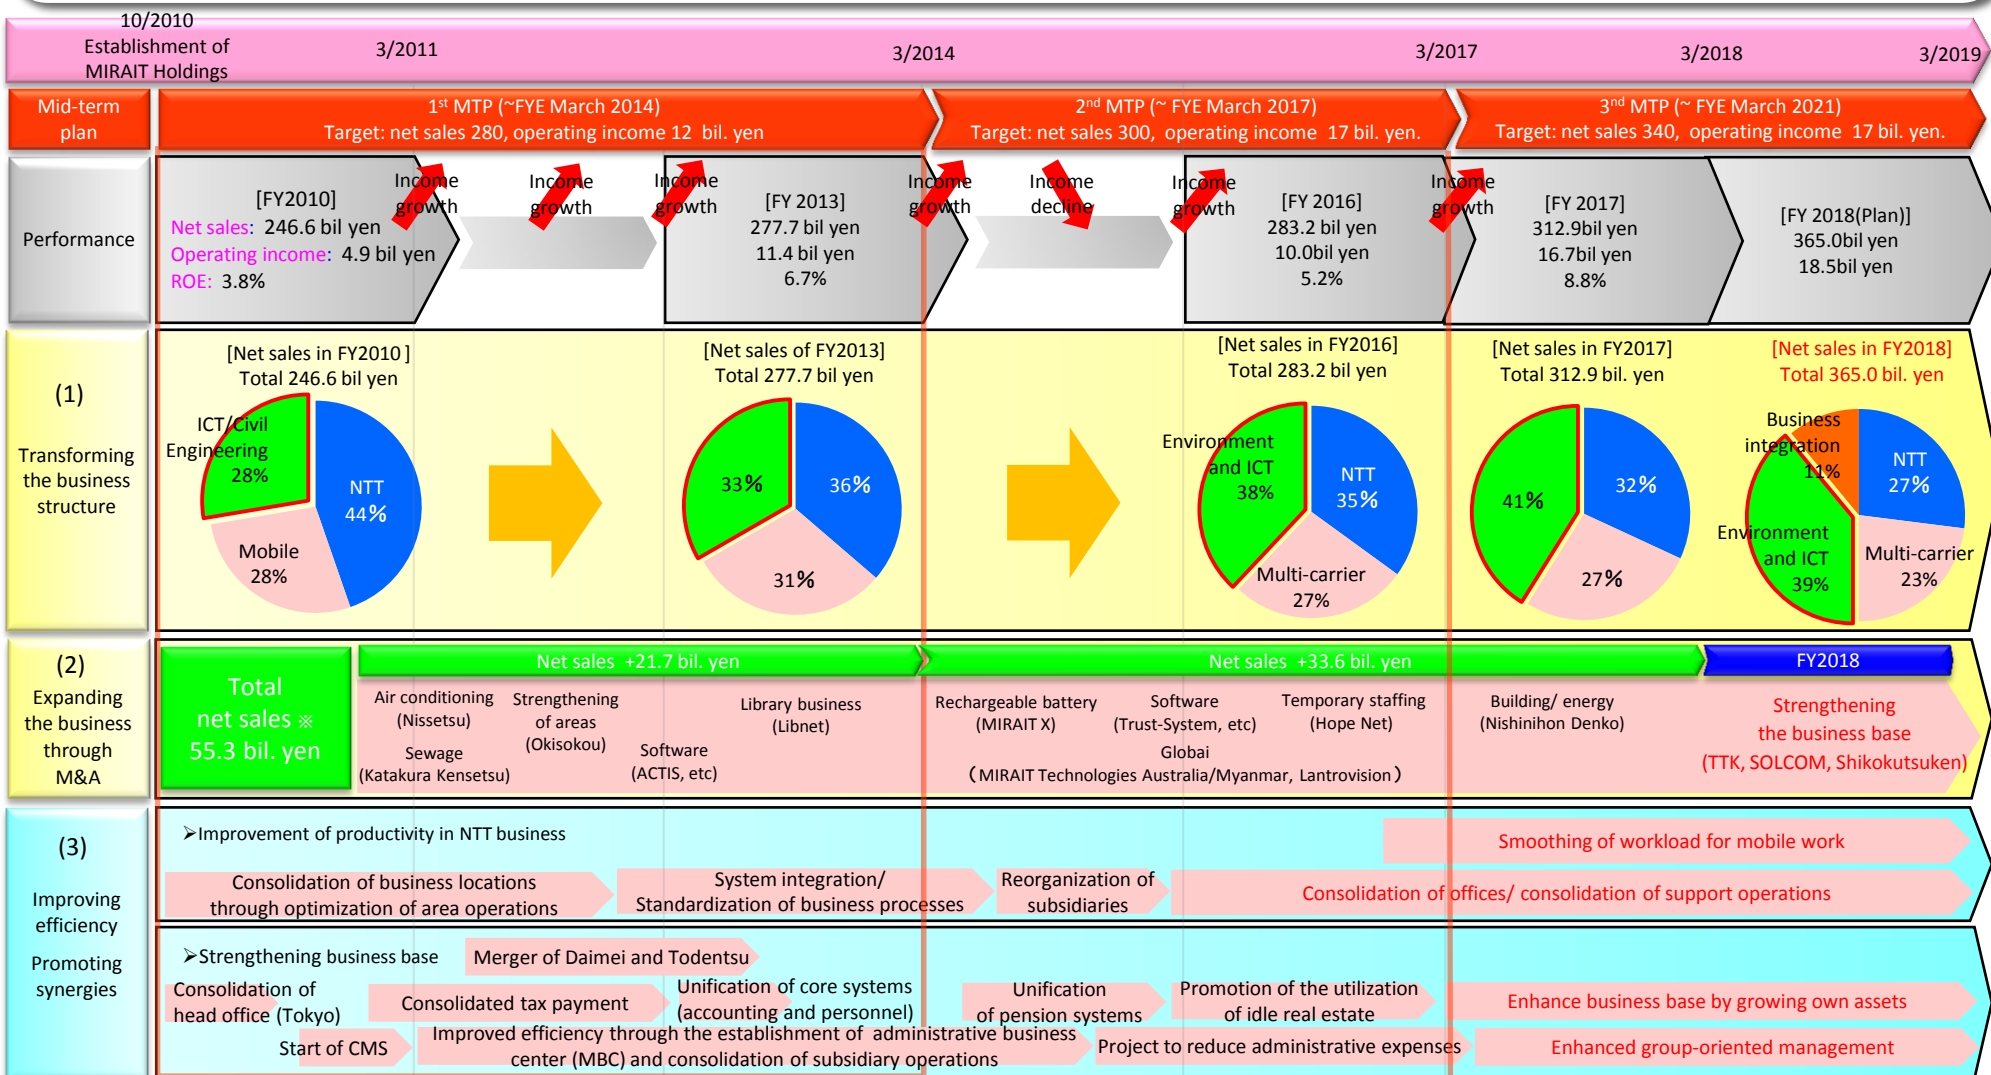 10/2010
Establishment of
MIRAIT Holdings
3/2011
3/2014
3/2017
3/2018
3/2019
Mid-term
plan
1st MTP (~FYE March 2014)
Target: net sales 280, operating income 12 bil. yen
2nd MTP (~ FYE March 2017)
Target: net sales 300, operating income 17 bil. yen.
3nd MTP (~ FYE March 2021)
Target: net sales 340, operating income 17 bil. yen.
Performance
[FY2010]
Net sales: 246.6 bil yen
Operating income: 4.9 bil yen
ROE: 3.8%
Income
growth
Income
growth
Income
growth
[FY 2013]
277.7 bil yen
11.4 bil yen
6.7%
Income
growth
Income
decline
Income
growth
[FY 2016]
283.2 bil yen
10.0bil yen
5.2%
Income
growth
[FY 2017]
312.9bil yen
16.7bil yen
8.8%
[FY 2018(Plan)]
365.0bil yen
18.5bil yen
(1)
Transforming
the business
structure
[Net sales in FY2010 ]
Total 246.6 bil yen
ICT/Civil
Engineering
28%
NTT
44%
Mobile
28%
[Net sales of FY2013]
Total 277.7 bil yen
33%
36%
31%
[Net sales in FY2016]
Total 283.2 bil yen
Environment
and ICT
38%
NTT
35%
Multi-carrier
27%
[Net sales in FY2017]
Total 312.9 bil. yen
41%
32%
27%
[Net sales in FY2018]
Total 365.0 bil. yen
Business
integration
11%
NTT
27%
Environment
and ICT
39%
Multi-carrier
23%
(2)
Expanding
the business
through
M&A
Total
net sales ※
55.3 bil. yen
Net sales +21.7 bil. yen
Net sales +33.6 bil. yen
FY2018
Air conditioning
(Nissetsu)
Sewage
(Katakura Kensetsu)
Strengthening
of areas
(Okisokou)
Software
(ACTIS, etc)
Library business
(Libnet)
Rechargeable battery
(MIRAIT X)
Software
(Trust-System, etc)
Temporary staffing
(Hope Net)
Globai
(MIRAIT Technologies Australia/Myanmar, Lantrovision)
Building/ energy
(Nishinihon Denko)
Strengthening
the business base
(TTK, SOLCOM, Shikokutsuken)
(3)
Improving
efficiency
Promoting
synergies
➢Improvement of productivity in NTT business
Smoothing of workload for mobile work
Consolidation of business locations
through optimization of area operations
System integration/
Standardization of business processes
Reorganization of
subsidiaries
Consolidation of offices/ consolidation of support operations
➢Strengthening business base
Merger of Daimei and Todentsu
Consolidation of
head office (Tokyo)
Consolidated tax payment
Unification of core systems
(accounting and personnel)
Unification
of pension systems
Promotion of the utilization
of idle real estate
Enhance business base by growing own assets
Start of CMS
Improved efficiency through the establishment of administrative business
center (MBC) and consolidation of subsidiary operations
Project to reduce administrative expenses
Enhanced group-oriented management